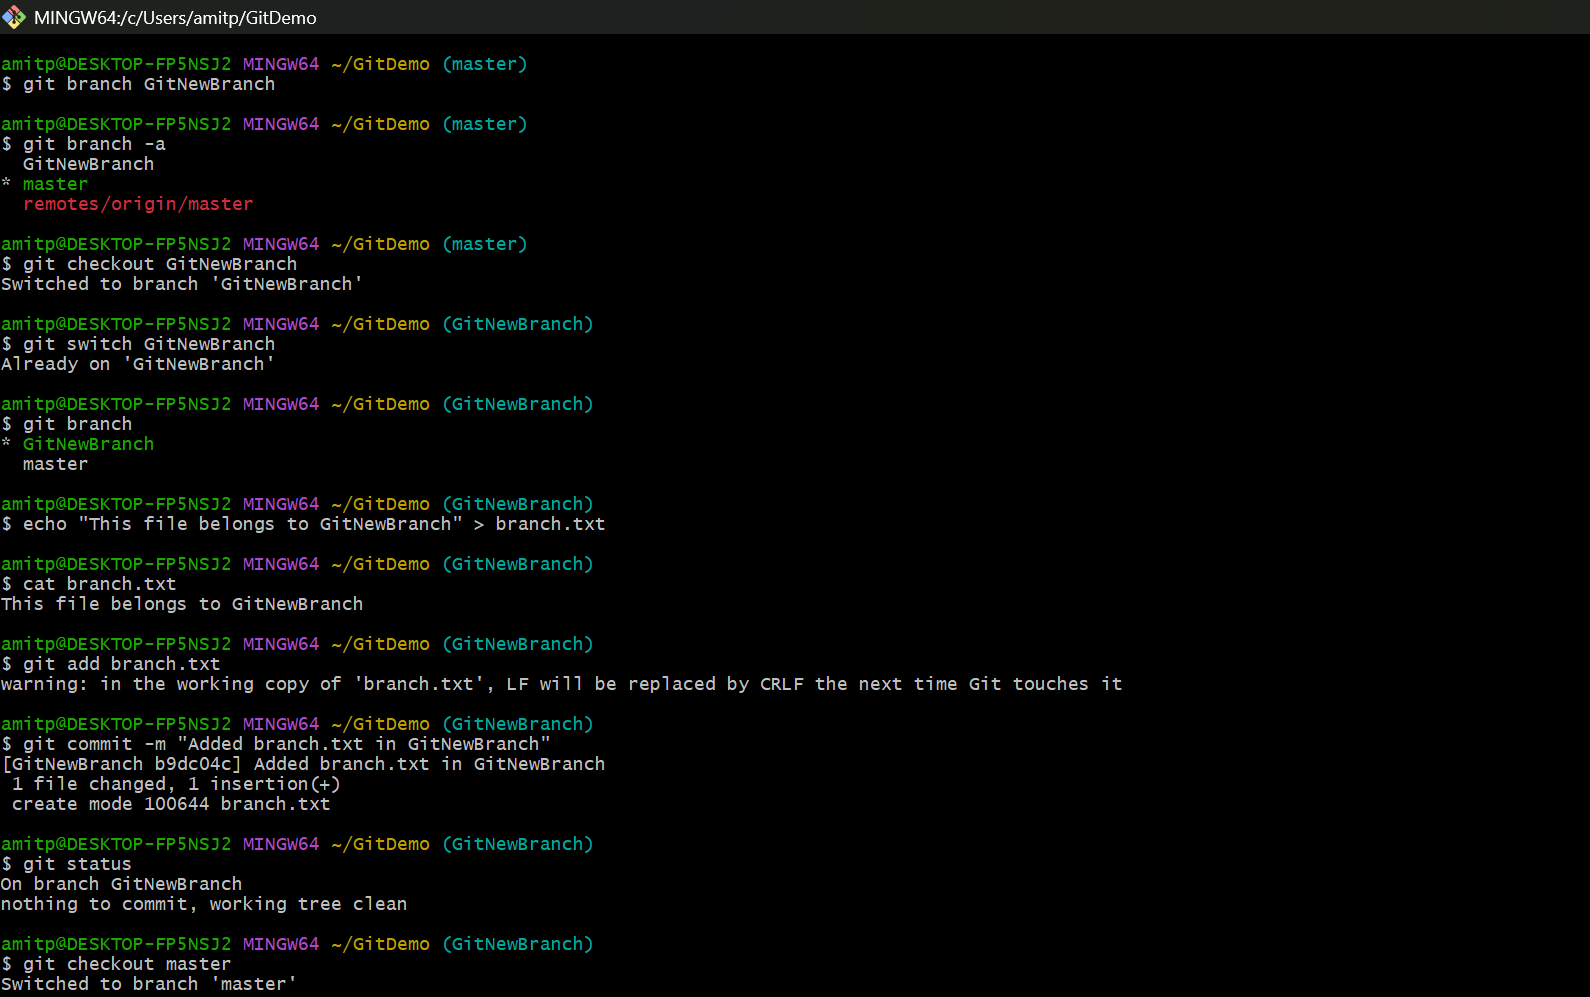 MINGW64:/c/Users/amitp/GitDemo
amitp@DESKTOP-FP5NSJ2 MINGW64 ~/GitDemo (master)
$ git branch GitNewBranch
amitp@DESKTOP-FP5NSJ2 MINGW64 ~/GitDemo (master)
$ git branch -a
  GitNewBranch
* master
  remotes/origin/master
amitp@DESKTOP-FP5NSJ2 MINGW64 ~/GitDemo (master)
$ git checkout GitNewBranch
Switched to branch 'GitNewBranch'
amitp@DESKTOP-FP5NSJ2 MINGW64 ~/GitDemo (GitNewBranch)
$ git switch GitNewBranch
Already on 'GitNewBranch'
amitp@DESKTOP-FP5NSJ2 MINGW64 ~/GitDemo (GitNewBranch)
$ git branch
* GitNewBranch
  master
amitp@DESKTOP-FP5NSJ2 MINGW64 ~/GitDemo (GitNewBranch)
$ echo "This file belongs to GitNewBranch" > branch.txt
amitp@DESKTOP-FP5NSJ2 MINGW64 ~/GitDemo (GitNewBranch)
$ cat branch.txt
This file belongs to GitNewBranch
amitp@DESKTOP-FP5NSJ2 MINGW64 ~/GitDemo (GitNewBranch)
$ git add branch.txt
warning: in the working copy of 'branch.txt', LF will be replaced by CRLF the next time Git touches it
amitp@DESKTOP-FP5NSJ2 MINGW64 ~/GitDemo (GitNewBranch)
$ git commit -m "Added branch.txt in GitNewBranch"
[GitNewBranch b9dc04c] Added branch.txt in GitNewBranch
 1 file changed, 1 insertion(+)
 create mode 100644 branch.txt
amitp@DESKTOP-FP5NSJ2 MINGW64 ~/GitDemo (GitNewBranch)
$ git status
On branch GitNewBranch
nothing to commit, working tree clean
amitp@DESKTOP-FP5NSJ2 MINGW64 ~/GitDemo (GitNewBranch)
$ git checkout master
Switched to branch 'master'